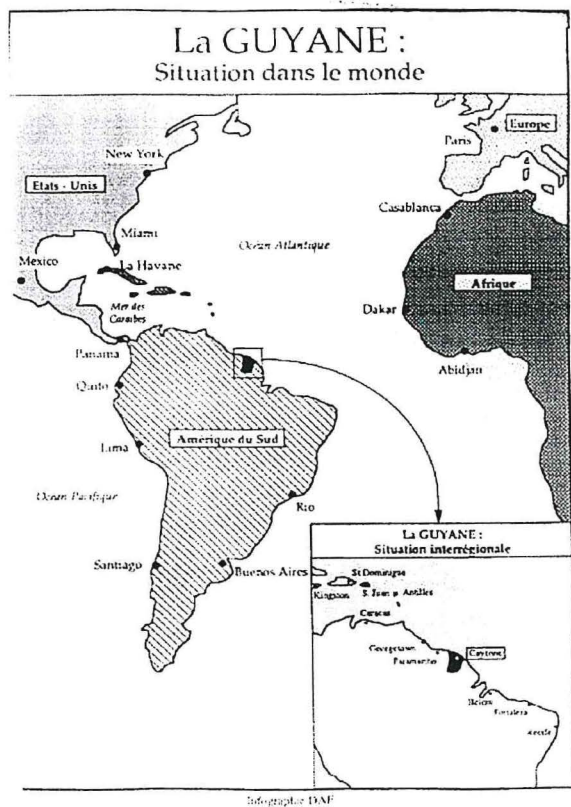 La GUYANE :
Situation dans le monde
Europe
Paris
New York
Etats - Unis
Casablanca
Miami
Océan Atlantique
Mexico
La Havane
Mer des
Caraïbes
Afrique
Dakar
Panama
Abidjan
Quito
Amérique du Sud
Lima
Océan Pacifique
Rio
La GUYANE :
Situation interrégionale
Santiago
Buenos Aires
St Dominigue
Kingston
S. Juan
Antilles
Caracas
Georgetown
Paramaribo
Cayenne
Belem
Fortaleza
Recife
Infographie DAF